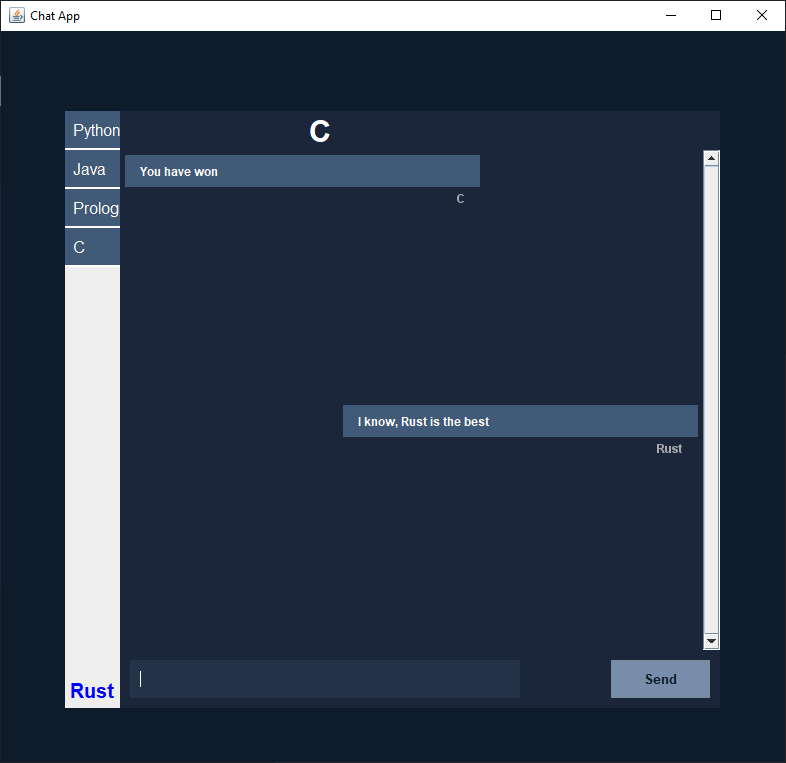 Chat App
Python
Java
Prolog
C
Rust
C
You have won
C
I know, Rust is the best
Rust
Send